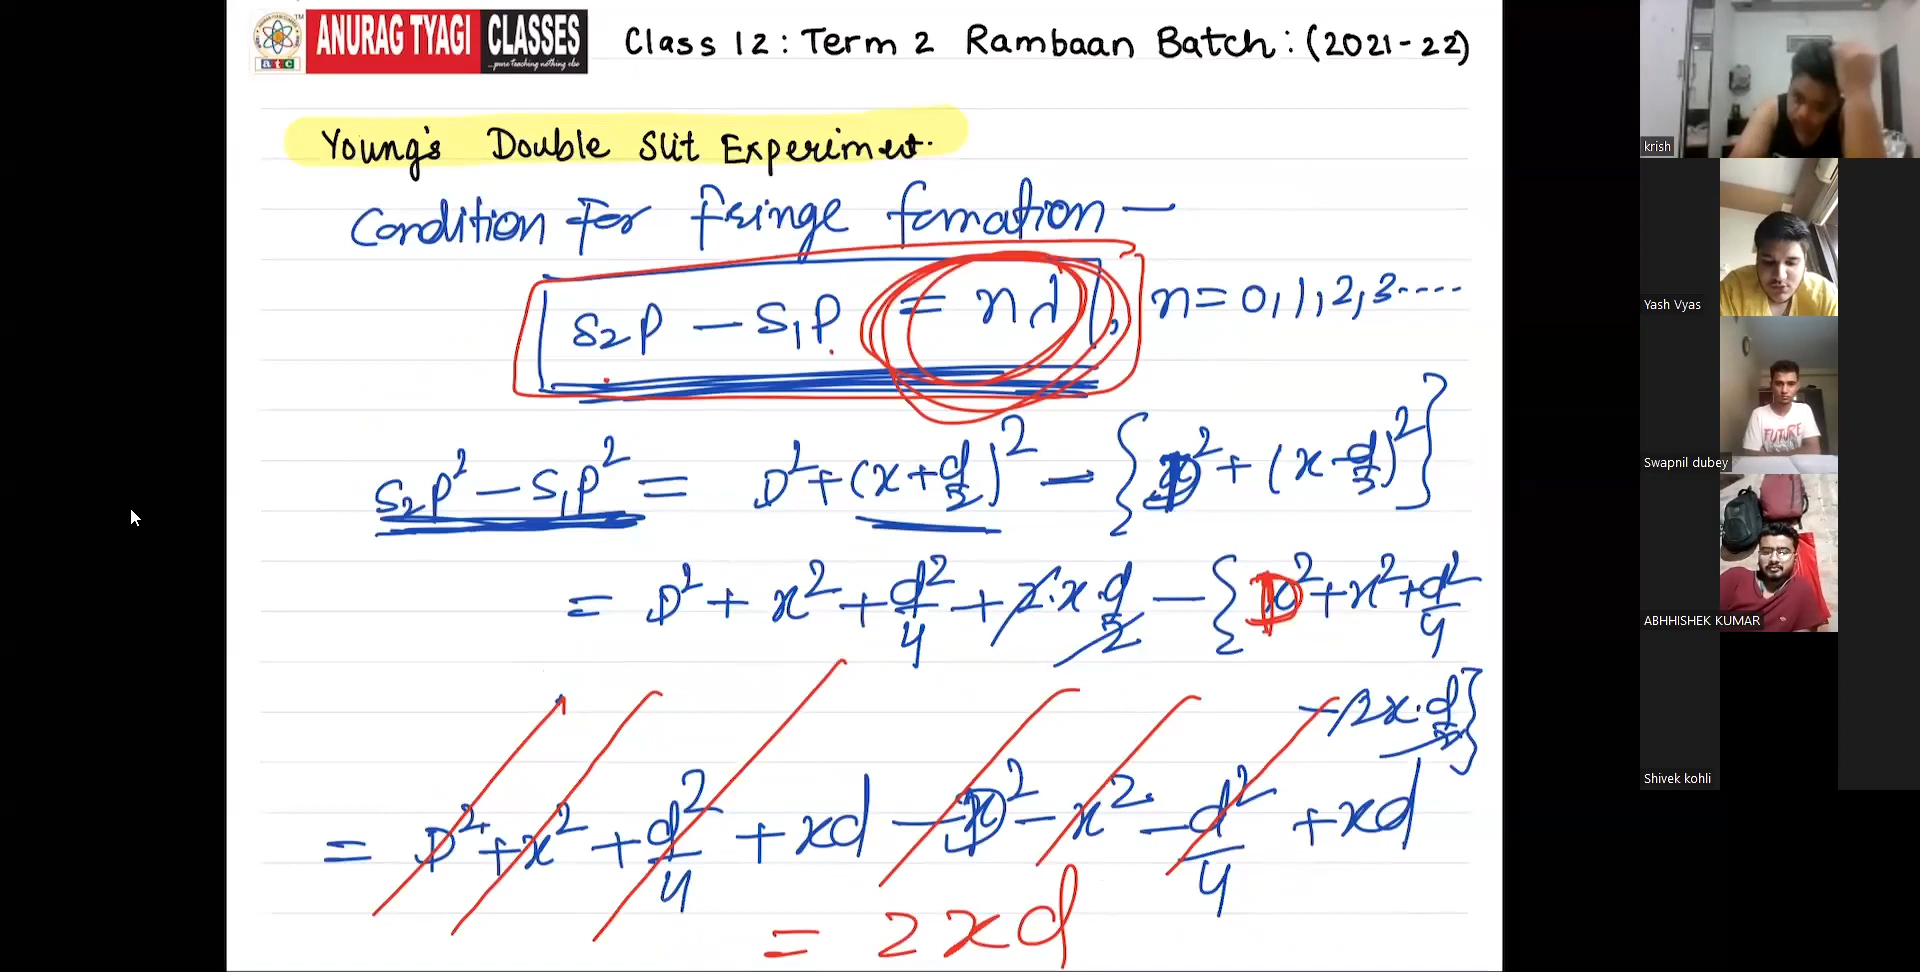 ANURAG TYAGI CLASSES
...pure teaching nothing else
atc
TM
Class 12 : Term 2 Rambaan Batch : (2021-22)
Young's Double Slit Experiment.
Condition For Fringe formation —
S₂P – S₁P = nλ , n = 0, 1, 2, 3.....
S₂P² – S₁P² = D² + (x + d/2)² – { D² + (x - d/2)² }
= D² + x² + d²/4 + 2·x·d/2 – { D² + x² + d²/4
– 2x·d/2 }
= D² + x² + d²/4 + xd – D² – x² – d²/4 + xd
= 2xd
krish
Yash Vyas
Swapnil dubey
FUTURE
ABHHISHEK KUMAR
Shivek kohli